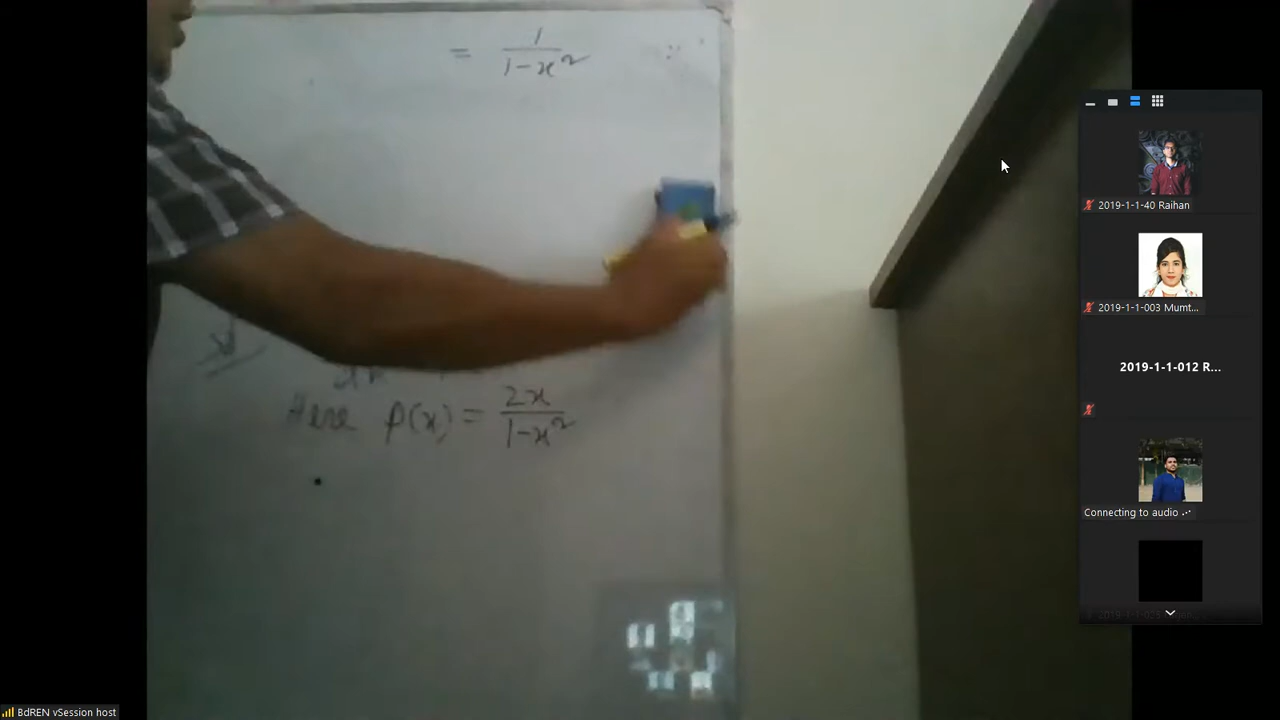 = 1/(1-x²)
Here P(x) = 2x/(1-x²)
2019-1-1-40 Raihan
2019-1-1-003 Mumt...
2019-1-1-012 R...
Connecting to audio
BdREN vSession host